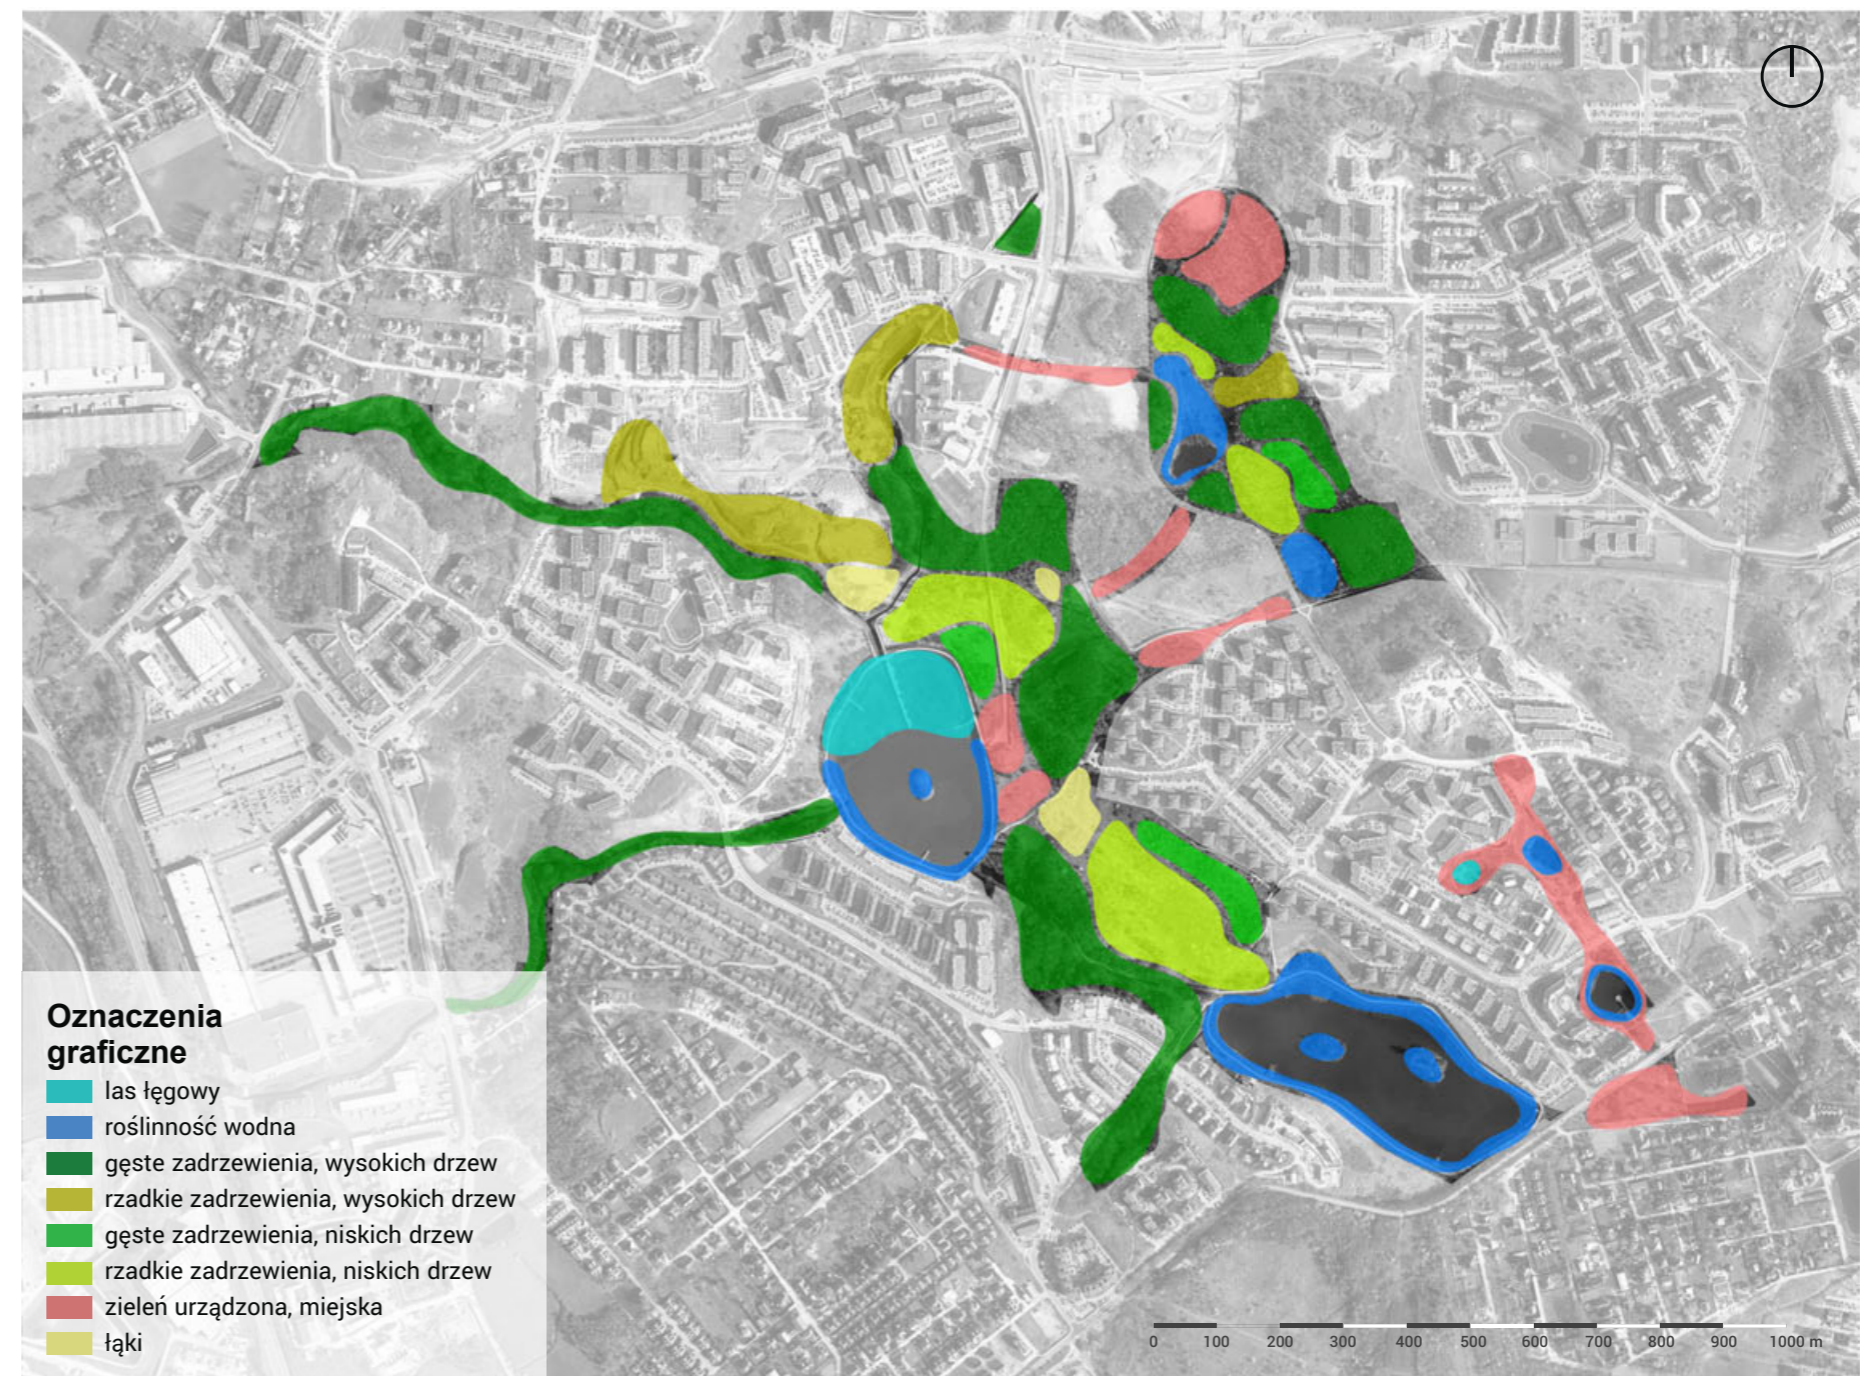 Oznaczenia
graficzne
las łęgowy
roślinność wodna
gęste zadrzewienia, wysokich drzew
rzadkie zadrzewienia, wysokich drzew
gęste zadrzewienia, niskich drzew
rzadkie zadrzewienia, niskich drzew
zieleń urządzona, miejska
łąki
0 100 200 300 400 500 600 700 800 900 1000 m